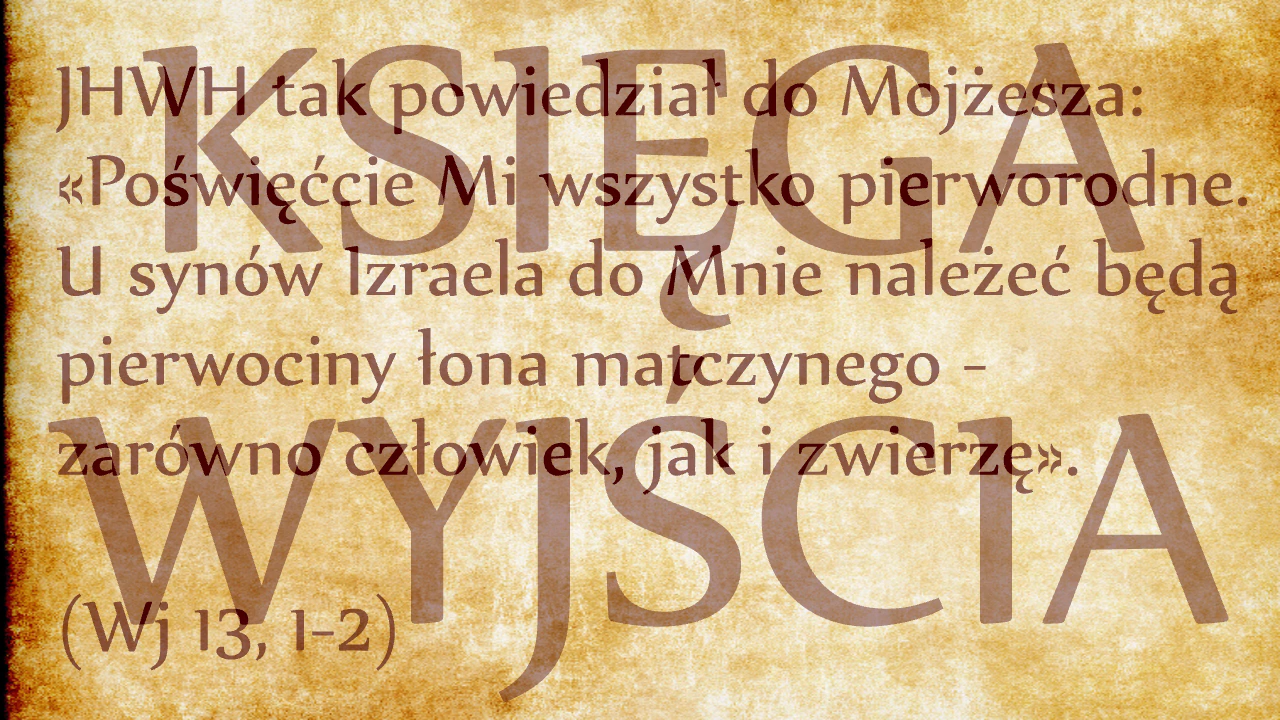 KSIĘGA
WYJŚCIA
JHWH tak powiedział do Mojżesza:
«Poświęćcie Mi wszystko pierworodne.
U synów Izraela do Mnie należeć będą
pierwociny łona matczynego -
zarówno człowiek, jak i zwierzę».
(Wj 13, 1-2)